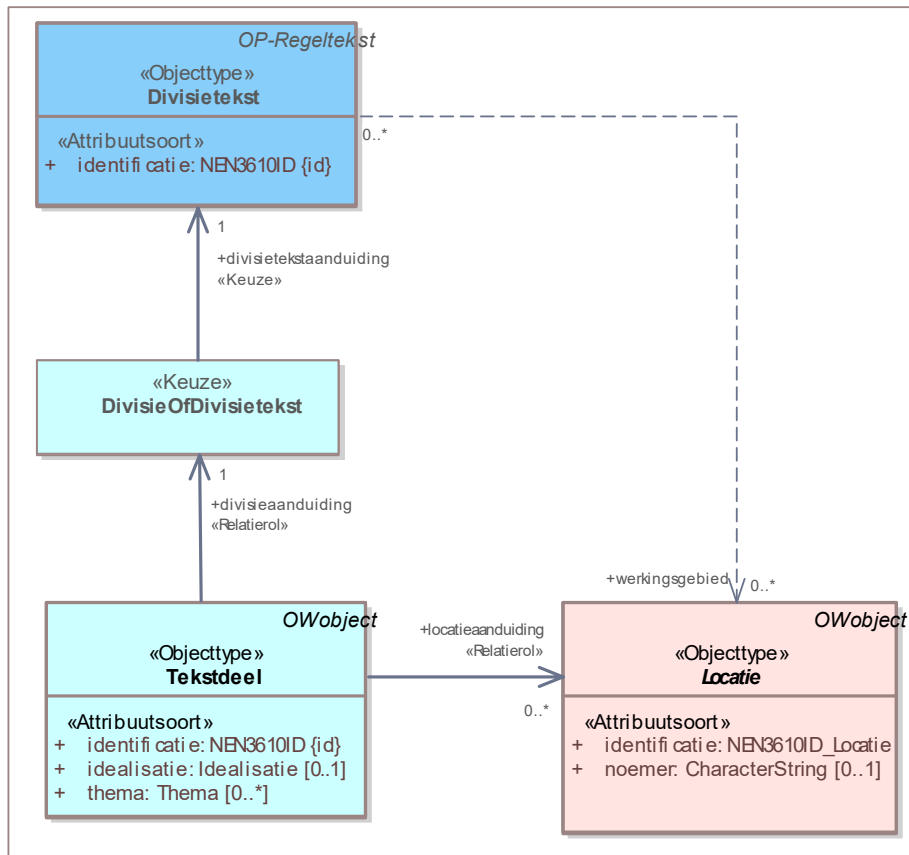 OP-Regeltekst
«Objecttype»
Divisietekst
«Attribuutsoort»
+ identificatie: NEN3610ID {id}
0..*
1
+divisietekstaanduiding
«Keuze»
«Keuze»
DivisieOfDivisietekst
1
+divisieaanduiding
«Relatierol»
+werkingsgebied
0..*
OWobject
«Objecttype»
Tekstdeel
«Attribuutsoort»
+ identificatie: NEN3610ID {id}
+ idealisatie: Idealisatie [0..1]
+ thema: Thema [0..*]
+locatieaanduiding
«Relatierol»
0..*
OWobject
«Objecttype»
Locatie
«Attribuutsoort»
+ identificatie: NEN3610ID_Locatie
+ noemer: CharacterString [0..1]